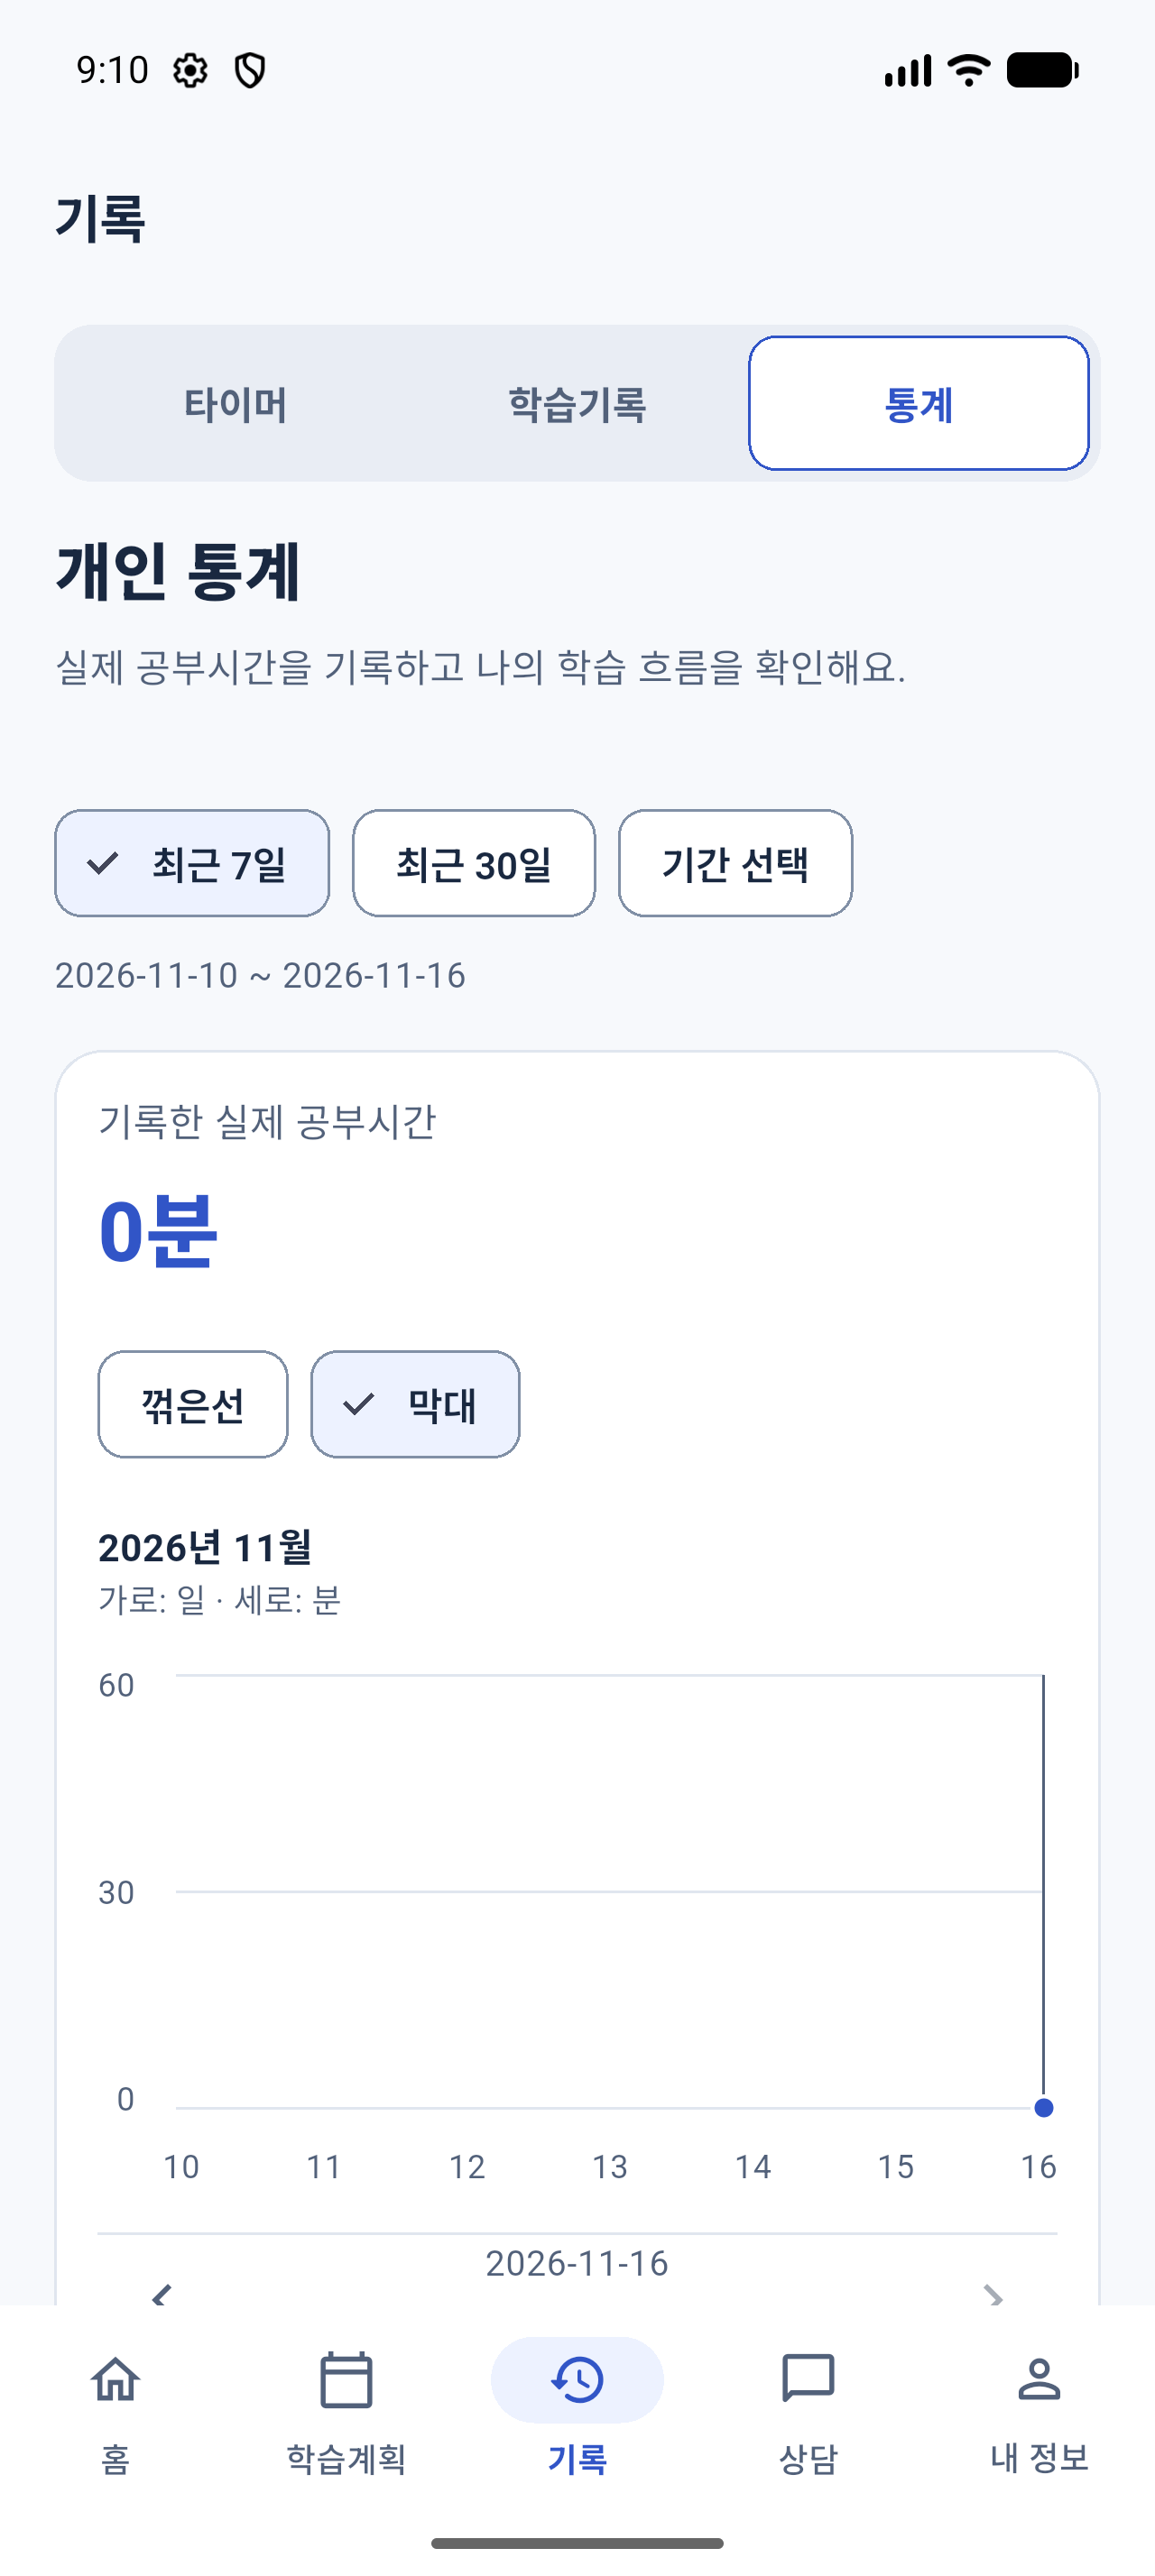 9:10
기록
타이머 학습기록 통계
개인 통계
실제 공부시간을 기록하고 나의 학습 흐름을 확인해요.
최근 7일 최근 30일 기간 선택
2026-11-10 ~ 2026-11-16
기록한 실제 공부시간
0분
꺾은선 막대
2026년 11월
가로: 일 · 세로: 분
60
30
0
10 11 12 13 14 15 16
2026-11-16
홈 학습계획 기록 상담 내 정보